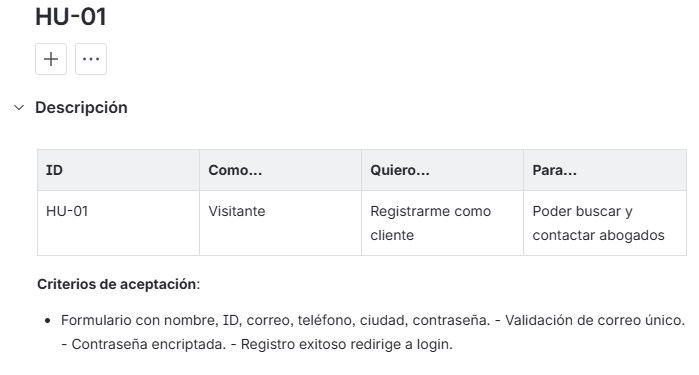 HU-01
Descripción
ID Como... Quiero... Para...
HU-01 Visitante Registrarme como cliente Poder buscar y contactar abogados
Criterios de aceptación:
• Formulario con nombre, ID, correo, teléfono, ciudad, contraseña. - Validación de correo único.
- Contraseña encriptada. - Registro exitoso redirige a login.